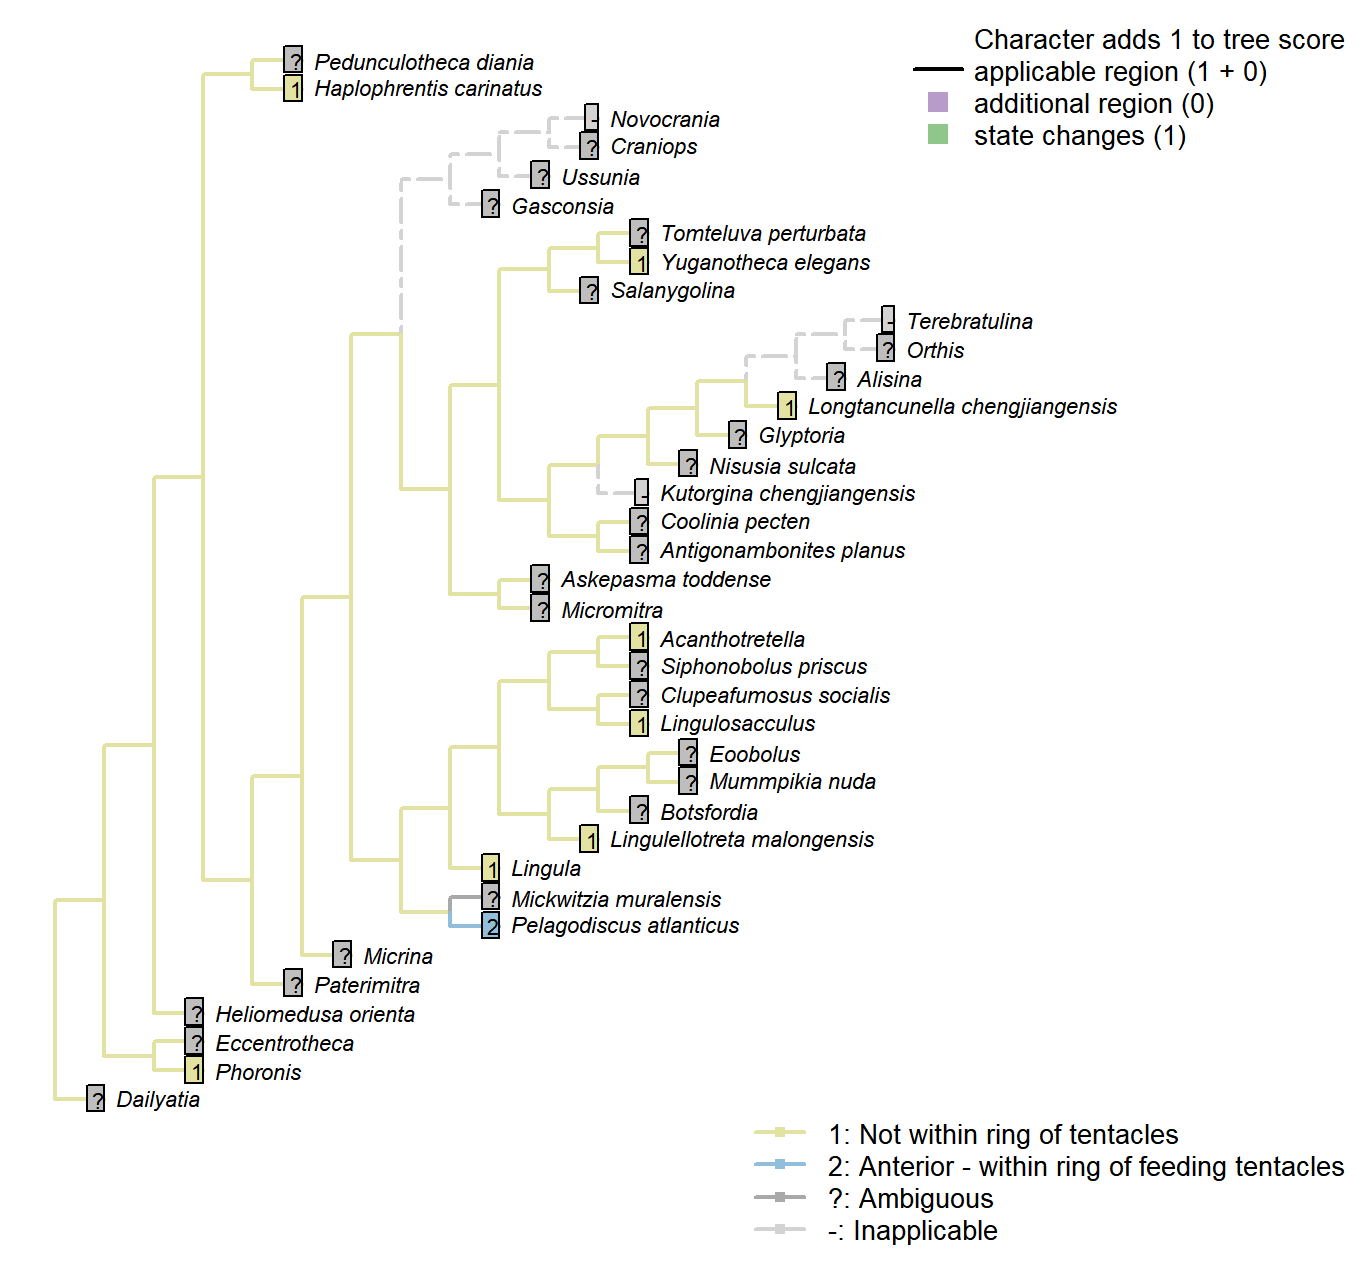 Character adds 1 to tree score
applicable region (1 + 0)
additional region (0)
state changes (1)
? Pedunculotheca diania
1 Haplophrentis carinatus
- Novocrania
? Craniops
? Ussunia
? Gasconsia
? Tomteluva perturbata
1 Yuganotheca elegans
? Salanygolina
- Terebratulina
? Orthis
? Alisina
1 Longtancunella chengjiangensis
? Glyptoria
? Nisusia sulcata
- Kutorgina chengjiangensis
? Coolinia pecten
? Antigonambonites planus
? Askepasma toddense
? Micromitra
1 Acanthotretella
? Siphonobolus priscus
? Clupeafumosus socialis
1 Lingulosacculus
? Eoobolus
? Mummpikia nuda
? Botsfordia
1 Lingulellotreta malongensis
1 Lingula
? Mickwitzia muralensis
2 Pelagodiscus atlanticus
? Micrina
? Paterimitra
? Heliomedusa orienta
? Eccentrotheca
1 Phoronis
? Dailyatia
1: Not within ring of tentacles
2: Anterior - within ring of feeding tentacles
?: Ambiguous
-: Inapplicable